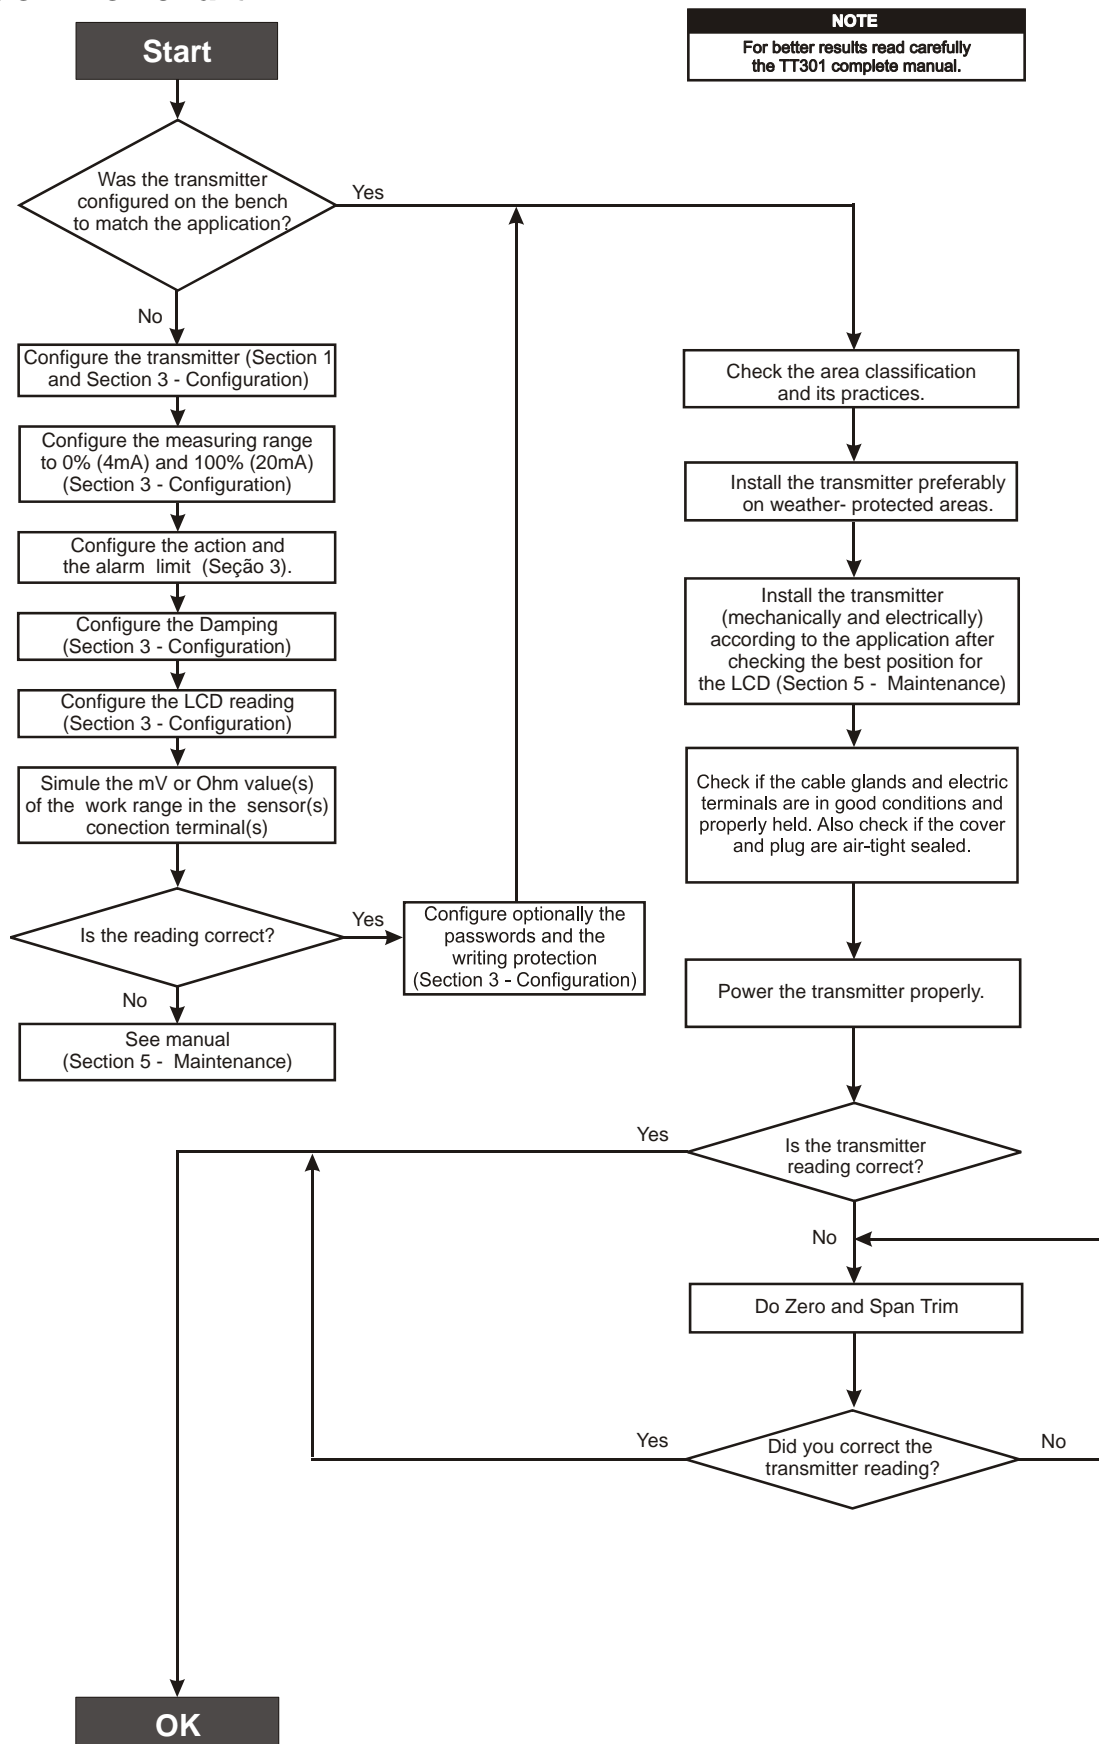 Start
NOTE
For better results read carefully
the TT301 complete manual.
Was the transmitter
configured on the bench
to match the application?
Yes
No
Configure the transmitter (Section 1
and Section 3 - Configuration)
Configure the measuring range
to 0% (4mA) and 100% (20mA)
(Section 3 - Configuration)
Configure the action and
the alarm limit (Seção 3).
Configure the Damping
(Section 3 - Configuration)
Configure the LCD reading
(Section 3 - Configuration)
Simule the mV or Ohm value(s)
of the work range in the sensor(s)
conection terminal(s)
Is the reading correct?
Yes
Configure optionally the
passwords and the
writing protection
(Section 3 - Configuration)
No
See manual
(Section 5 - Maintenance)
Check the area classification
and its practices.
Install the transmitter preferably
on weather- protected areas.
Install the transmitter
(mechanically and electrically)
according to the application after
checking the best position for
the LCD (Section 5 - Maintenance)
Check if the cable glands and electric
terminals are in good conditions and
properly held. Also check if the cover
and plug are air-tight sealed.
Power the transmitter properly.
Is the transmitter
reading correct?
Yes
No
Do Zero and Span Trim
Did you correct the
transmitter reading?
Yes
No
OK